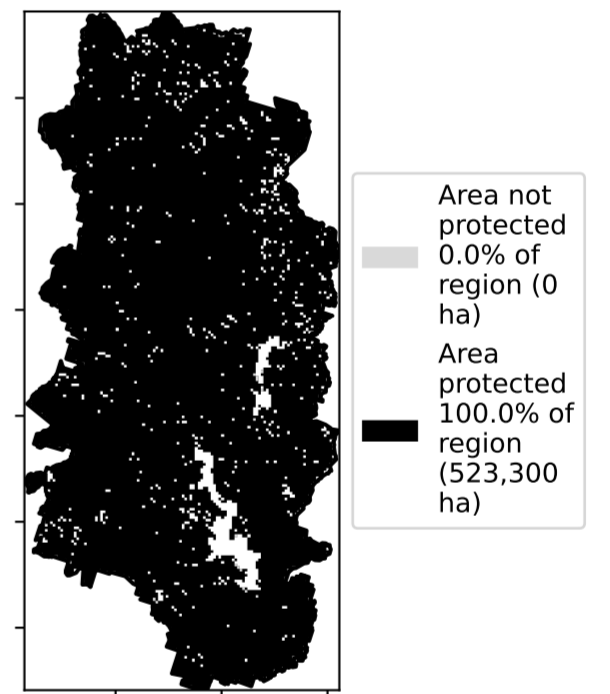 Area not
protected
0.0% of
region (0
ha)
Area
protected
100.0% of
region
(523,300
ha)